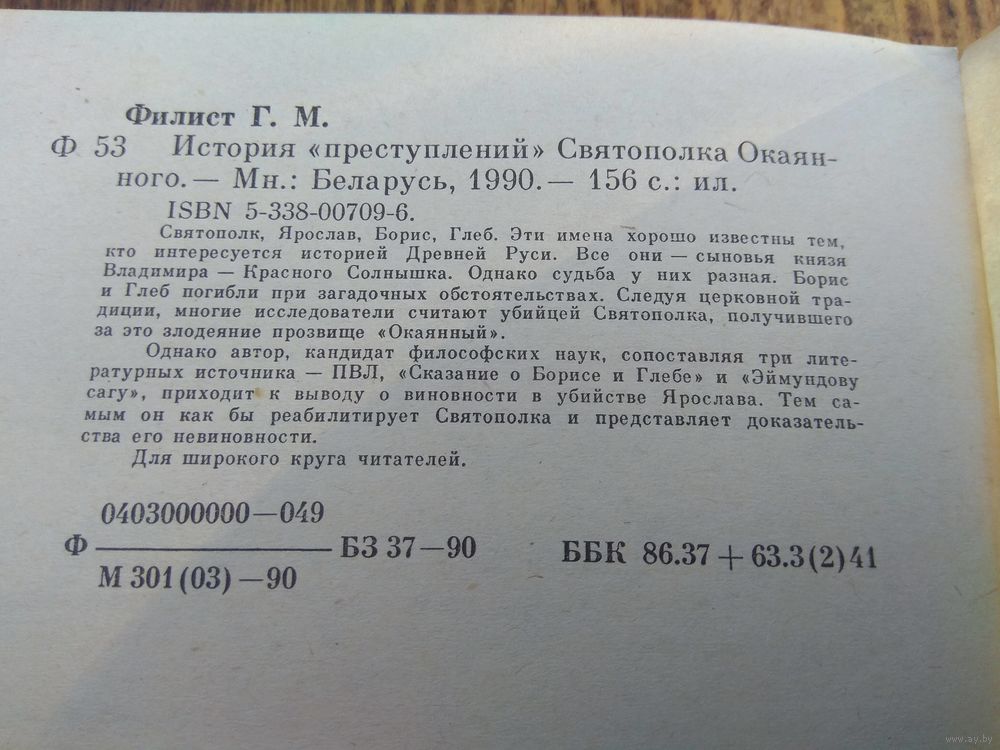 Филист Г. М.
Ф 53 История «преступлений» Святополка Окаян-
ного.— Мн.: Беларусь, 1990.— 156 с.: ил.
ISBN 5-338-00709-6.
Святополк, Ярослав, Борис, Глеб. Эти имена хорошо известны тем,
кто интересуется историей Древней Руси. Все они — сыновья князя
Владимира — Красного Солнышка. Однако судьба у них разная. Борис
и Глеб погибли при загадочных обстоятельствах. Следуя церковной тра-
диции, многие исследователи считают убийцей Святополка, получившего
за это злодеяние прозвище «Окаянный».
Однако автор, кандидат философских наук, сопоставляя три лите-
ратурных источника — ПВЛ, «Сказание о Борисе и Глебе» и «Эймундову
сагу», приходит к выводу о виновности в убийстве Ярослава. Тем са-
мым он как бы реабилитирует Святополка и представляет доказатель-
ства его невиновности.
Для широкого круга читателей.
0403000000—049
Ф ——— БЗ 37—90 ББК 86.37 + 63.3(2)41
М 301(03)—90
www.ay.by